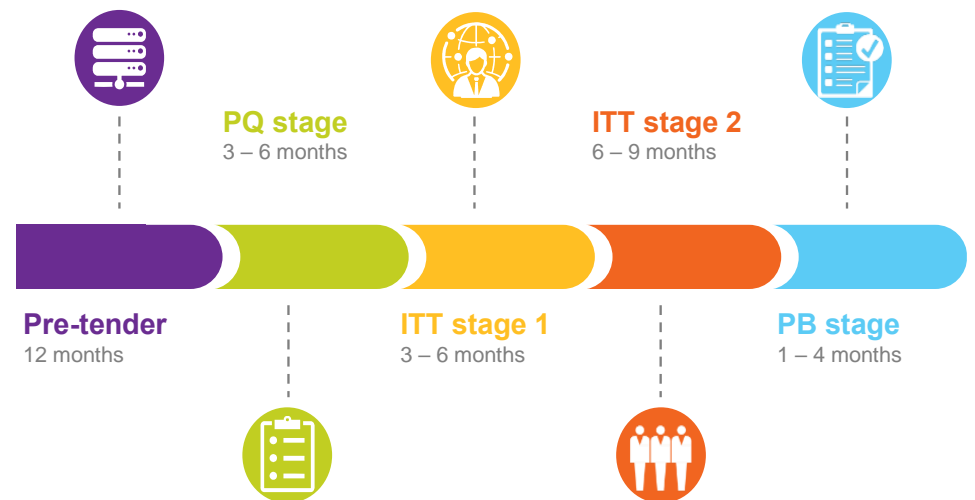 PQ stage
3 – 6 months
ITT stage 2
6 – 9 months
Pre-tender
12 months
ITT stage 1
3 – 6 months
PB stage
1 – 4 months